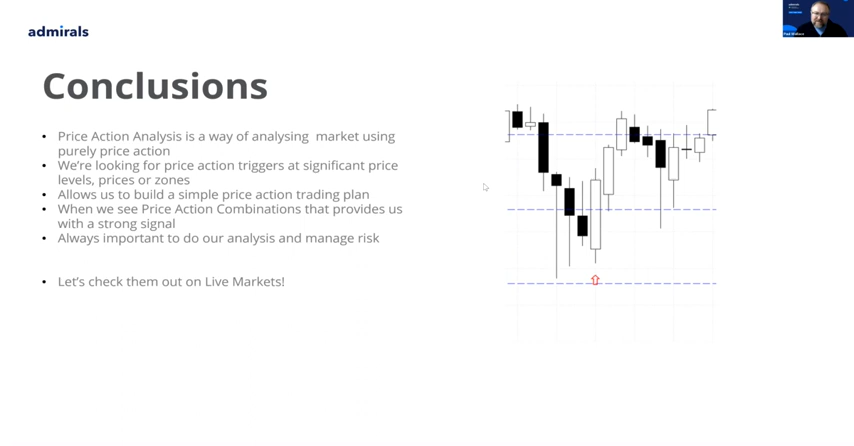 admirals
Conclusions
Price Action Analysis is a way of analysing market using
purely price action
We're looking for price action triggers at significant price
levels, prices or zones
Allows us to build a simple price action trading plan
When we see Price Action Combinations that provides us
with a strong signal
Always important to do our analysis and manage risk
Let's check them out on Live Markets!
admirals
Paul Wallace